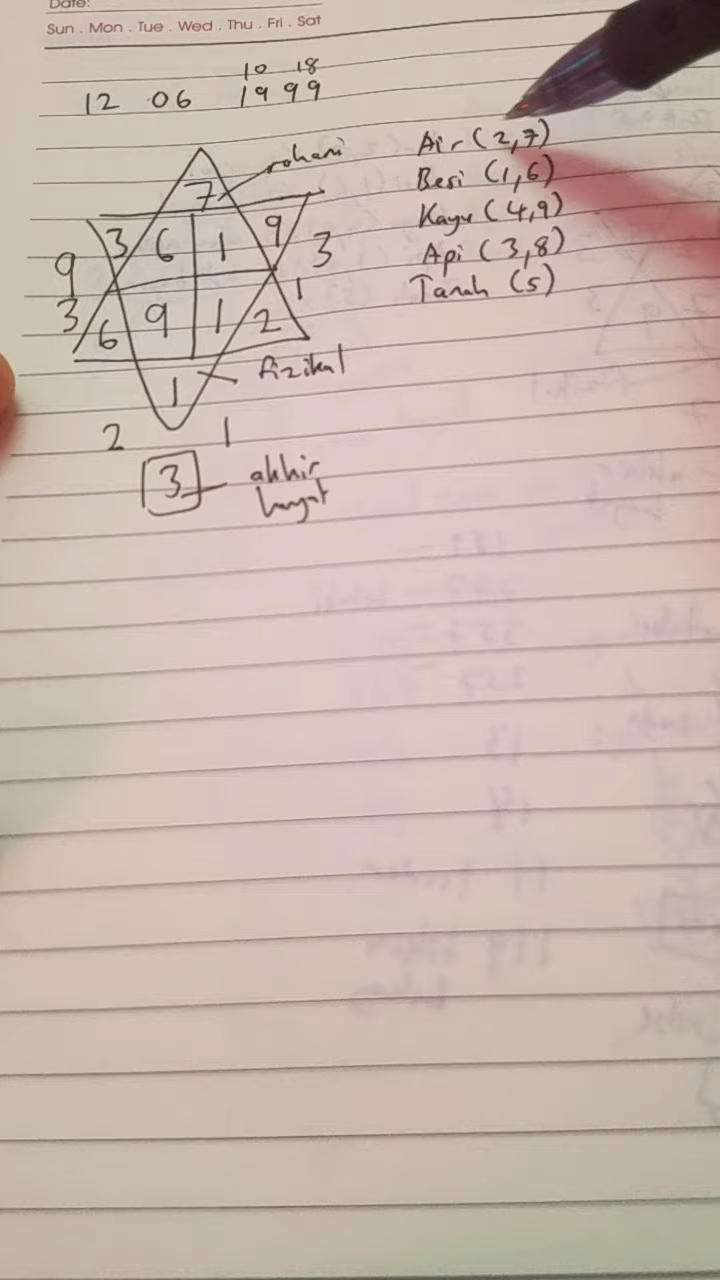 Date:
Sun . Mon . Tue . Wed . Thu . Fri . Sat
10 18
12 06 19 99
Air (2,7)
Besi (1,6)
Kayu (4,9)
Api (3,8)
Tanah (5)
rohani
7
3 6 1 9
9 3
3 6 9 1 2 1
1 fizikal
2 1
3 akhir
hayat